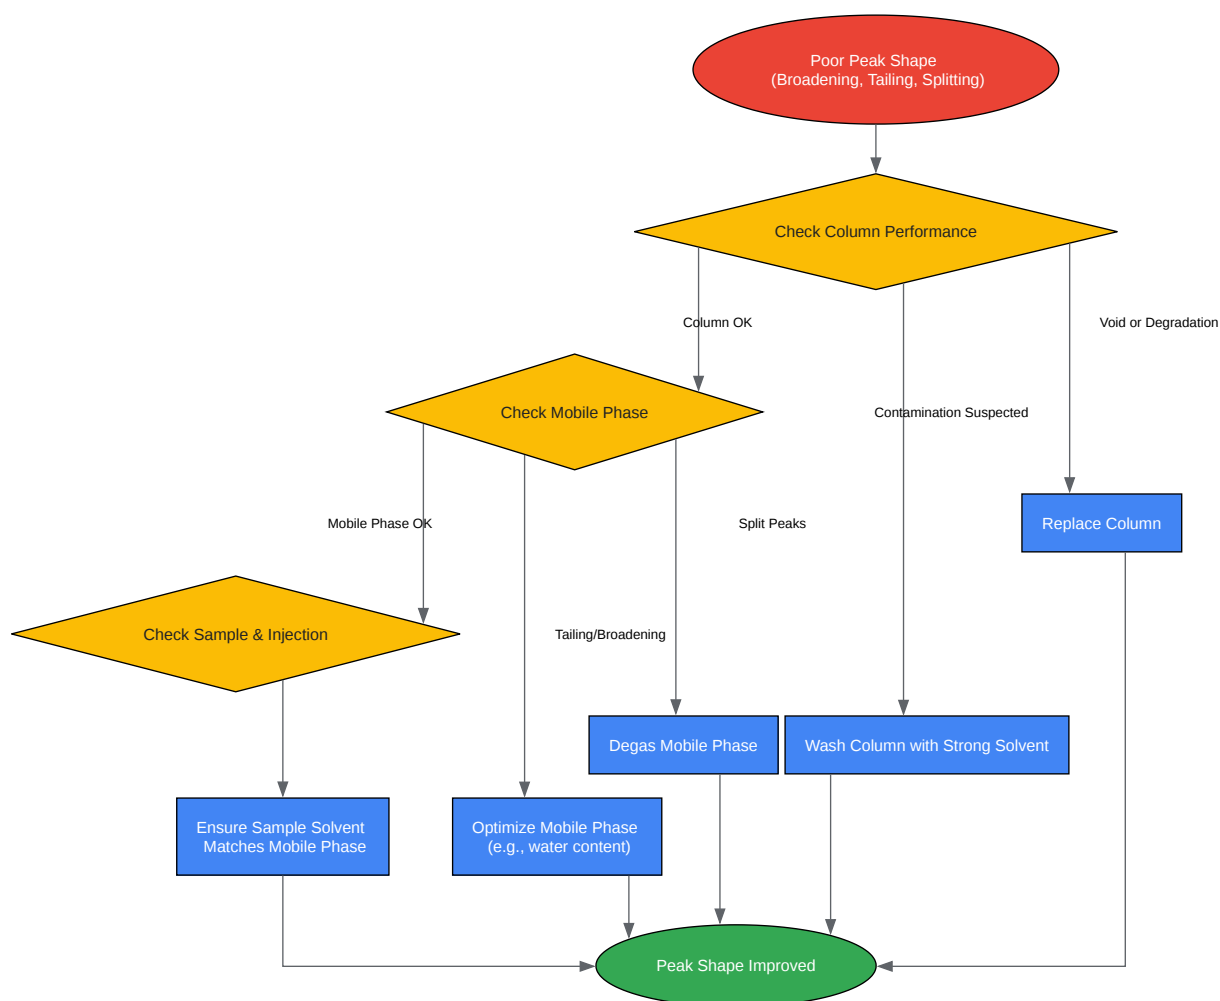 Poor Peak Shape
(Broadening, Tailing, Splitting)
Check Column Performance
Column OK
Void or Degradation
Check Mobile Phase
Contamination Suspected
Mobile Phase OK
Split Peaks
Replace Column
Check Sample & Injection
Tailing/Broadening
Degas Mobile Phase
Wash Column with Strong Solvent
Ensure Sample Solvent
Matches Mobile Phase
Optimize Mobile Phase
(e.g., water content)
Peak Shape Improved